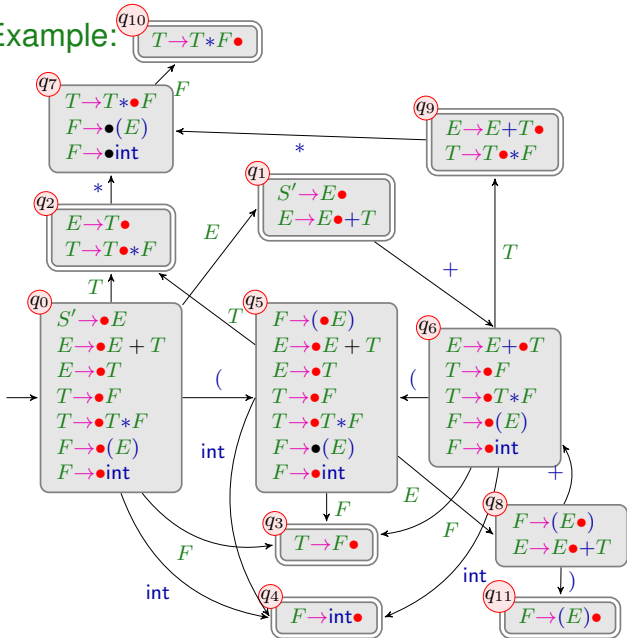 Example:
q10
T→T*F●
q7
T→T*●F
F→●(E)
F→●int
F
q9
E→E+T●
T→T●*F
*
q1
S′→E●
E→E●+T
*
q2
E→T●
T→T●*F
E
+
T
T
T
q0
S′→●E
E→●E + T
E→●T
T→●F
T→●T*F
F→●(E)
F→●int
(
q5
F→(●E)
E→●E + T
E→●T
T→●F
T→●T*F
F→●(E)
F→●int
(
q6
E→E+●T
T→●F
T→●T*F
F→●(E)
F→●int
int
+
E
F
q8
F→(E●)
E→E●+T
q3
T→F●
F
F
int
int
)
q4
F→int●
q11
F→(E)●